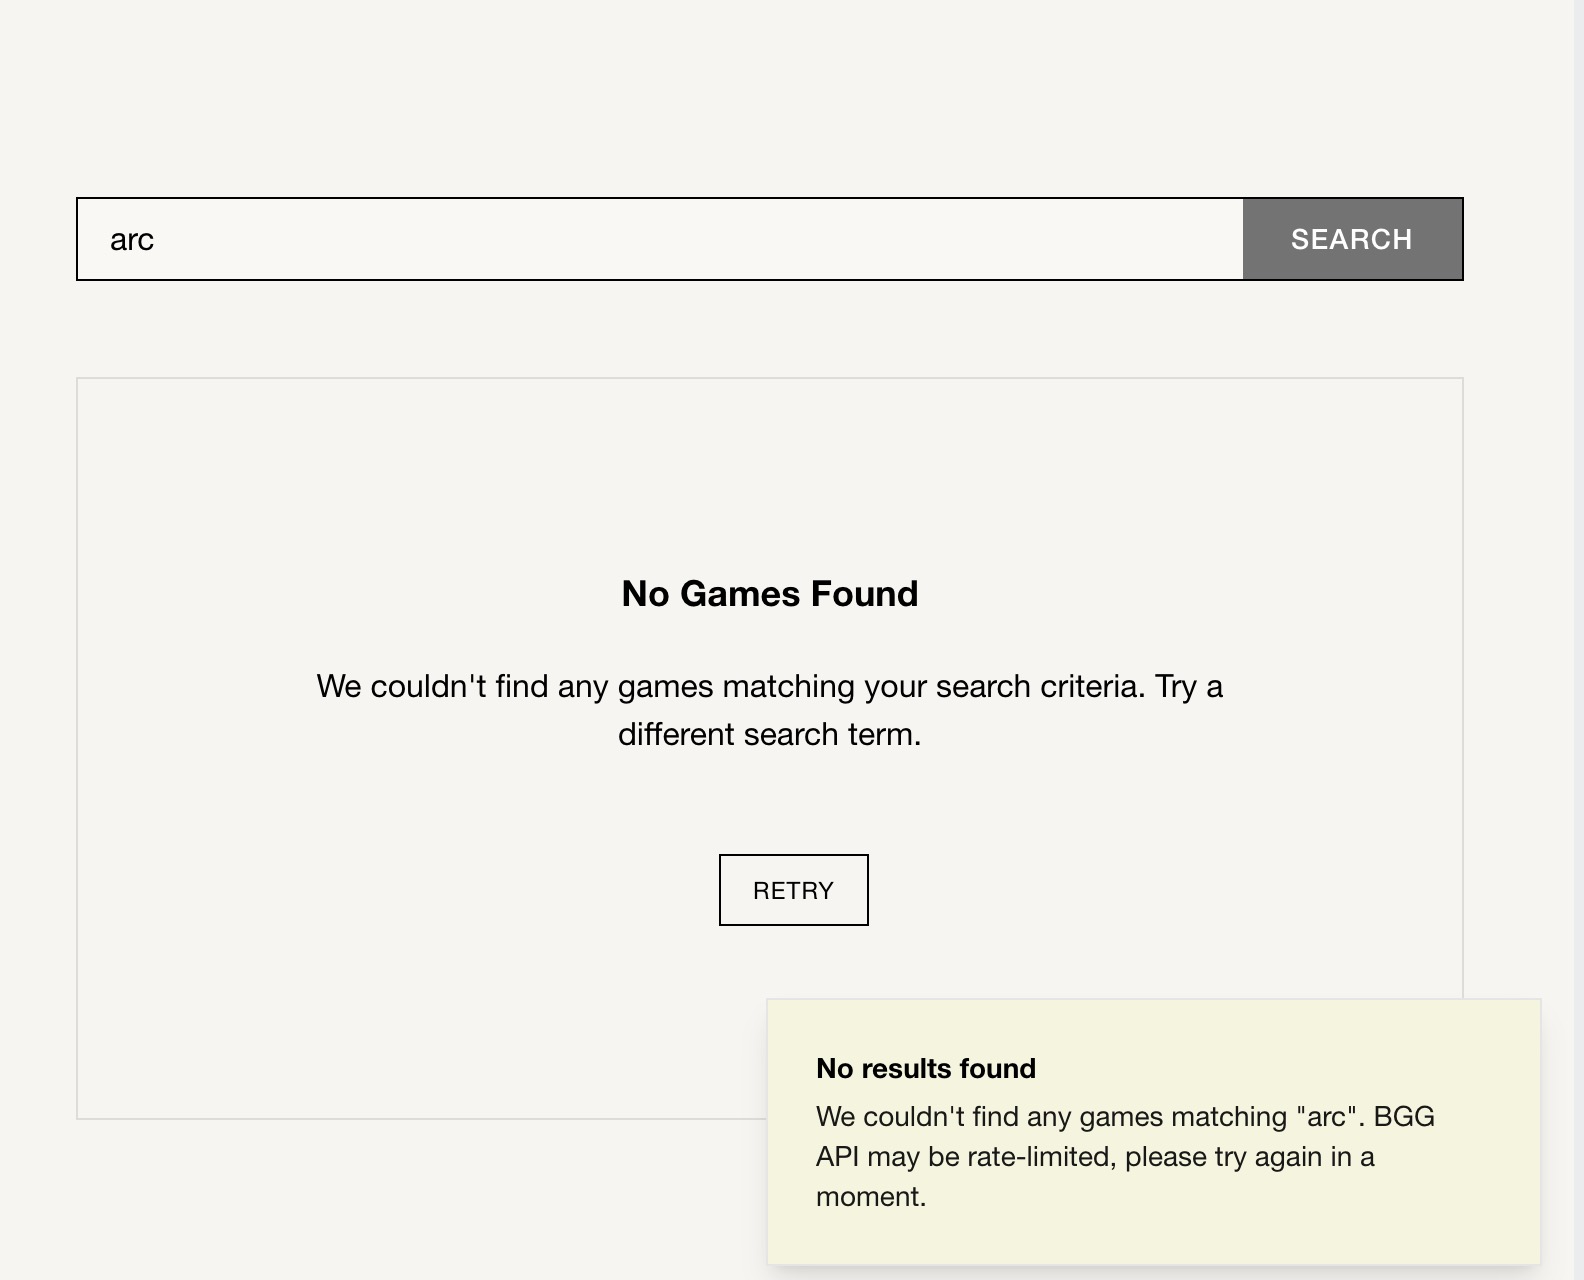 arc
SEARCH
No Games Found
We couldn't find any games matching your search criteria. Try a
different search term.
RETRY
No results found
We couldn't find any games matching "arc". BGG
API may be rate-limited, please try again in a
moment.